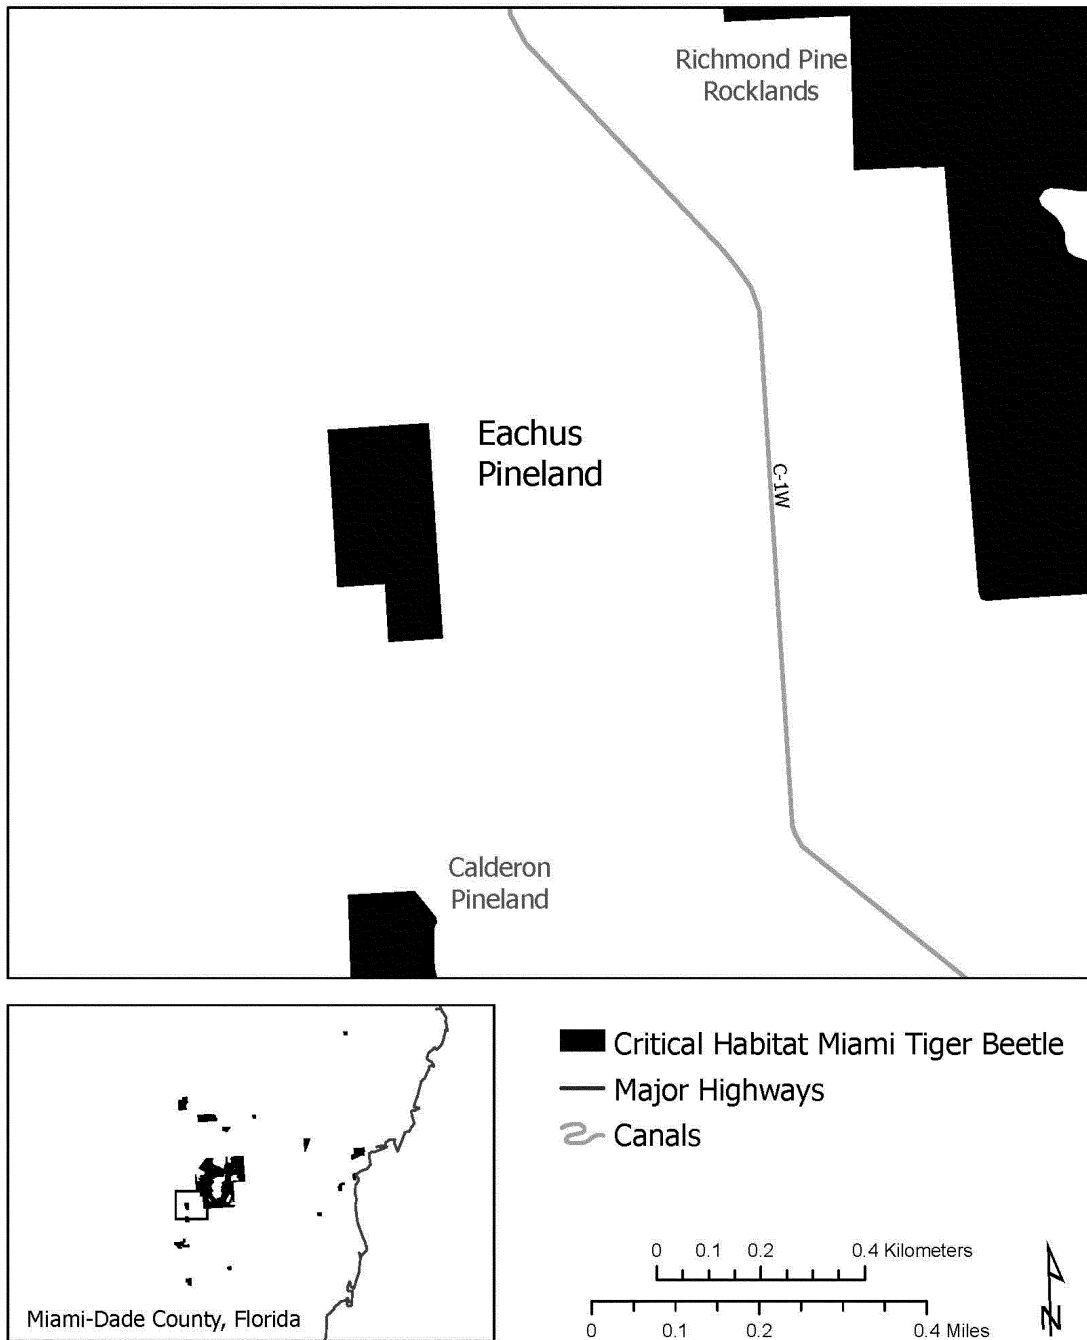 Richmond Pine
Rocklands
Eachus
Pineland
C-1W
Calderon
Pineland
Miami-Dade County, Florida
Critical Habitat Miami Tiger Beetle
Major Highways
Canals
0 0.1 0.2 0.4 Kilometers
0 0.1 0.2 0.4 Miles
N